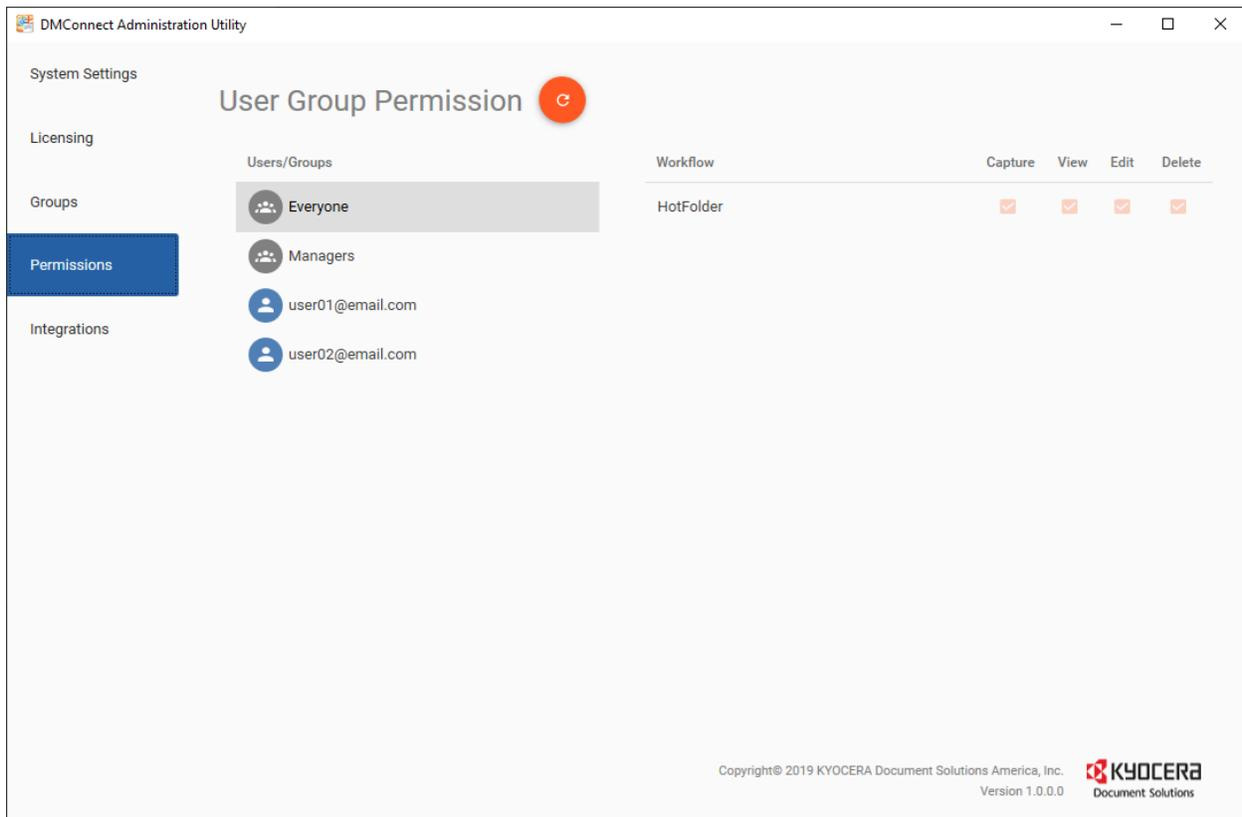 DMConnect Administration Utility
System Settings
Licensing
Groups
Permissions
Integrations
User Group Permission
Users/Groups
Everyone
Managers
user01@email.com
user02@email.com
Workflow Capture View Edit Delete
HotFolder
Copyright© 2019 KYOCERA Document Solutions America, Inc.
Version 1.0.0.0
KYOCERA
Document Solutions